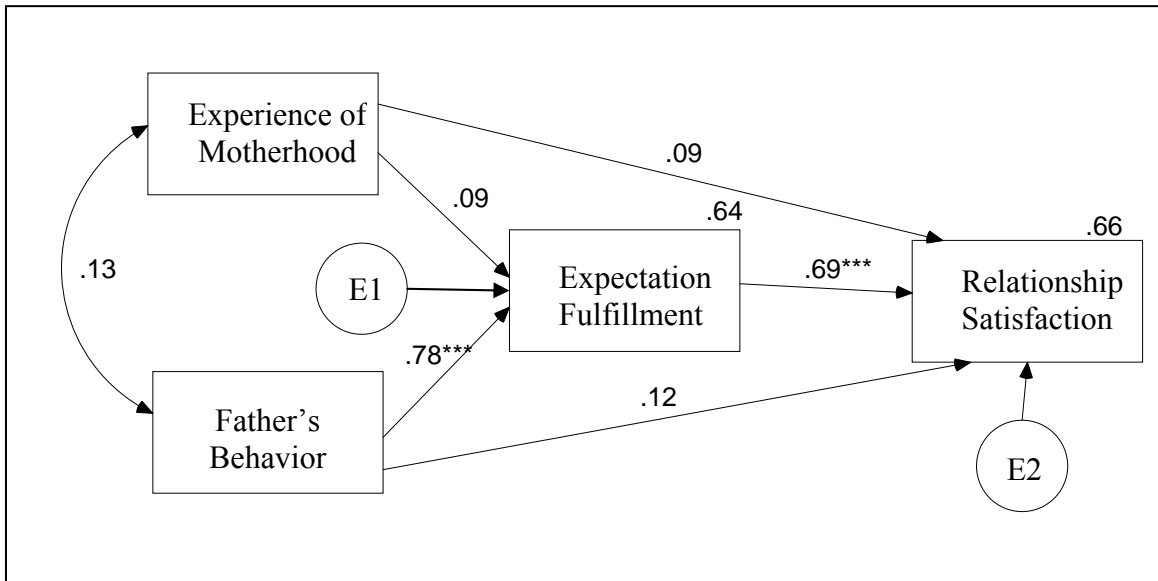 Experience of
Motherhood
.09
.09
.64
.66
.13
E1
Expectation
Fulfillment
.69***
Relationship
Satisfaction
.78***
Father’s
Behavior
.12
E2